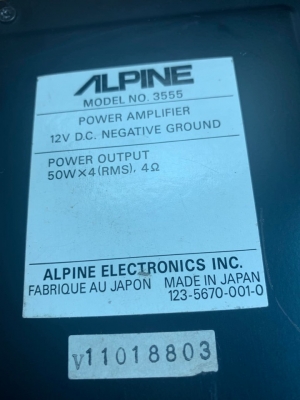 ALPINE
MODEL NO. 3555
POWER AMPLIFIER
12V D.C. NEGATIVE GROUND
POWER OUTPUT
50W×4(RMS), 4Ω
ALPINE ELECTRONICS INC.
FABRIQUE AU JAPON MADE IN JAPAN
123-5670-001-0
V11018803